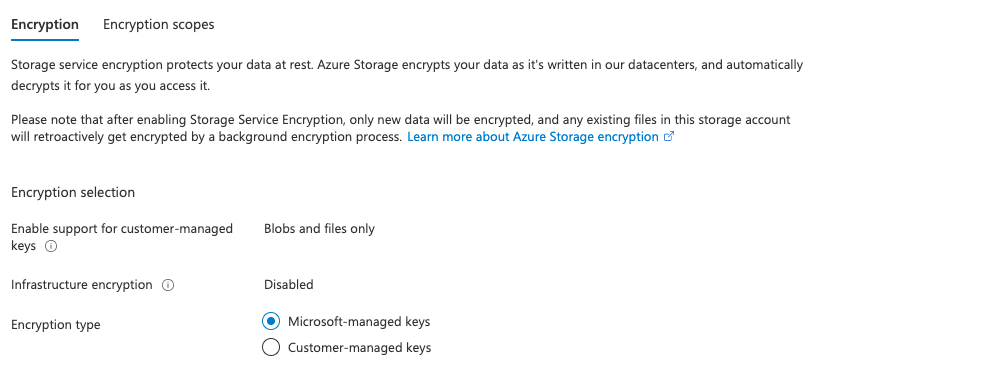 Encryption Encryption scopes
Storage service encryption protects your data at rest. Azure Storage encrypts your data as it's written in our datacenters, and automatically
decrypts it for you as you access it.
Please note that after enabling Storage Service Encryption, only new data will be encrypted, and any existing files in this storage account
will retroactively get encrypted by a background encryption process. Learn more about Azure Storage encryption
Encryption selection
Enable support for customer-managed Blobs and files only
keys
Infrastructure encryption Disabled
Encryption type Microsoft-managed keys
Customer-managed keys